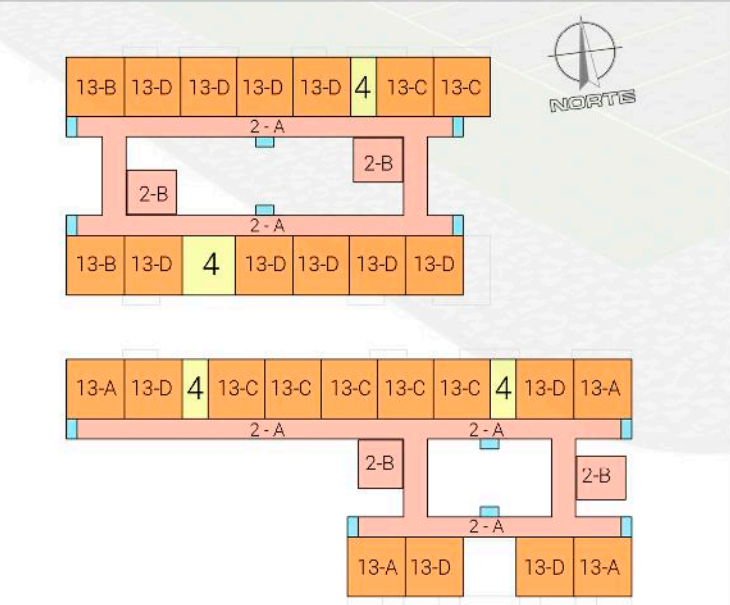 NORTE
13-B 13-D 13-D 13-D 13-D 4 13-C 13-C
2 - A
2-B
2-B
2 - A
13-B 13-D 4 13-D 13-D 13-D 13-D
13-A 13-D 4 13-C 13-C 13-C 13-C 13-C 4 13-D 13-A
2 - A 2 - A
2-B 2-B
2 - A
13-A 13-D 13-D 13-A